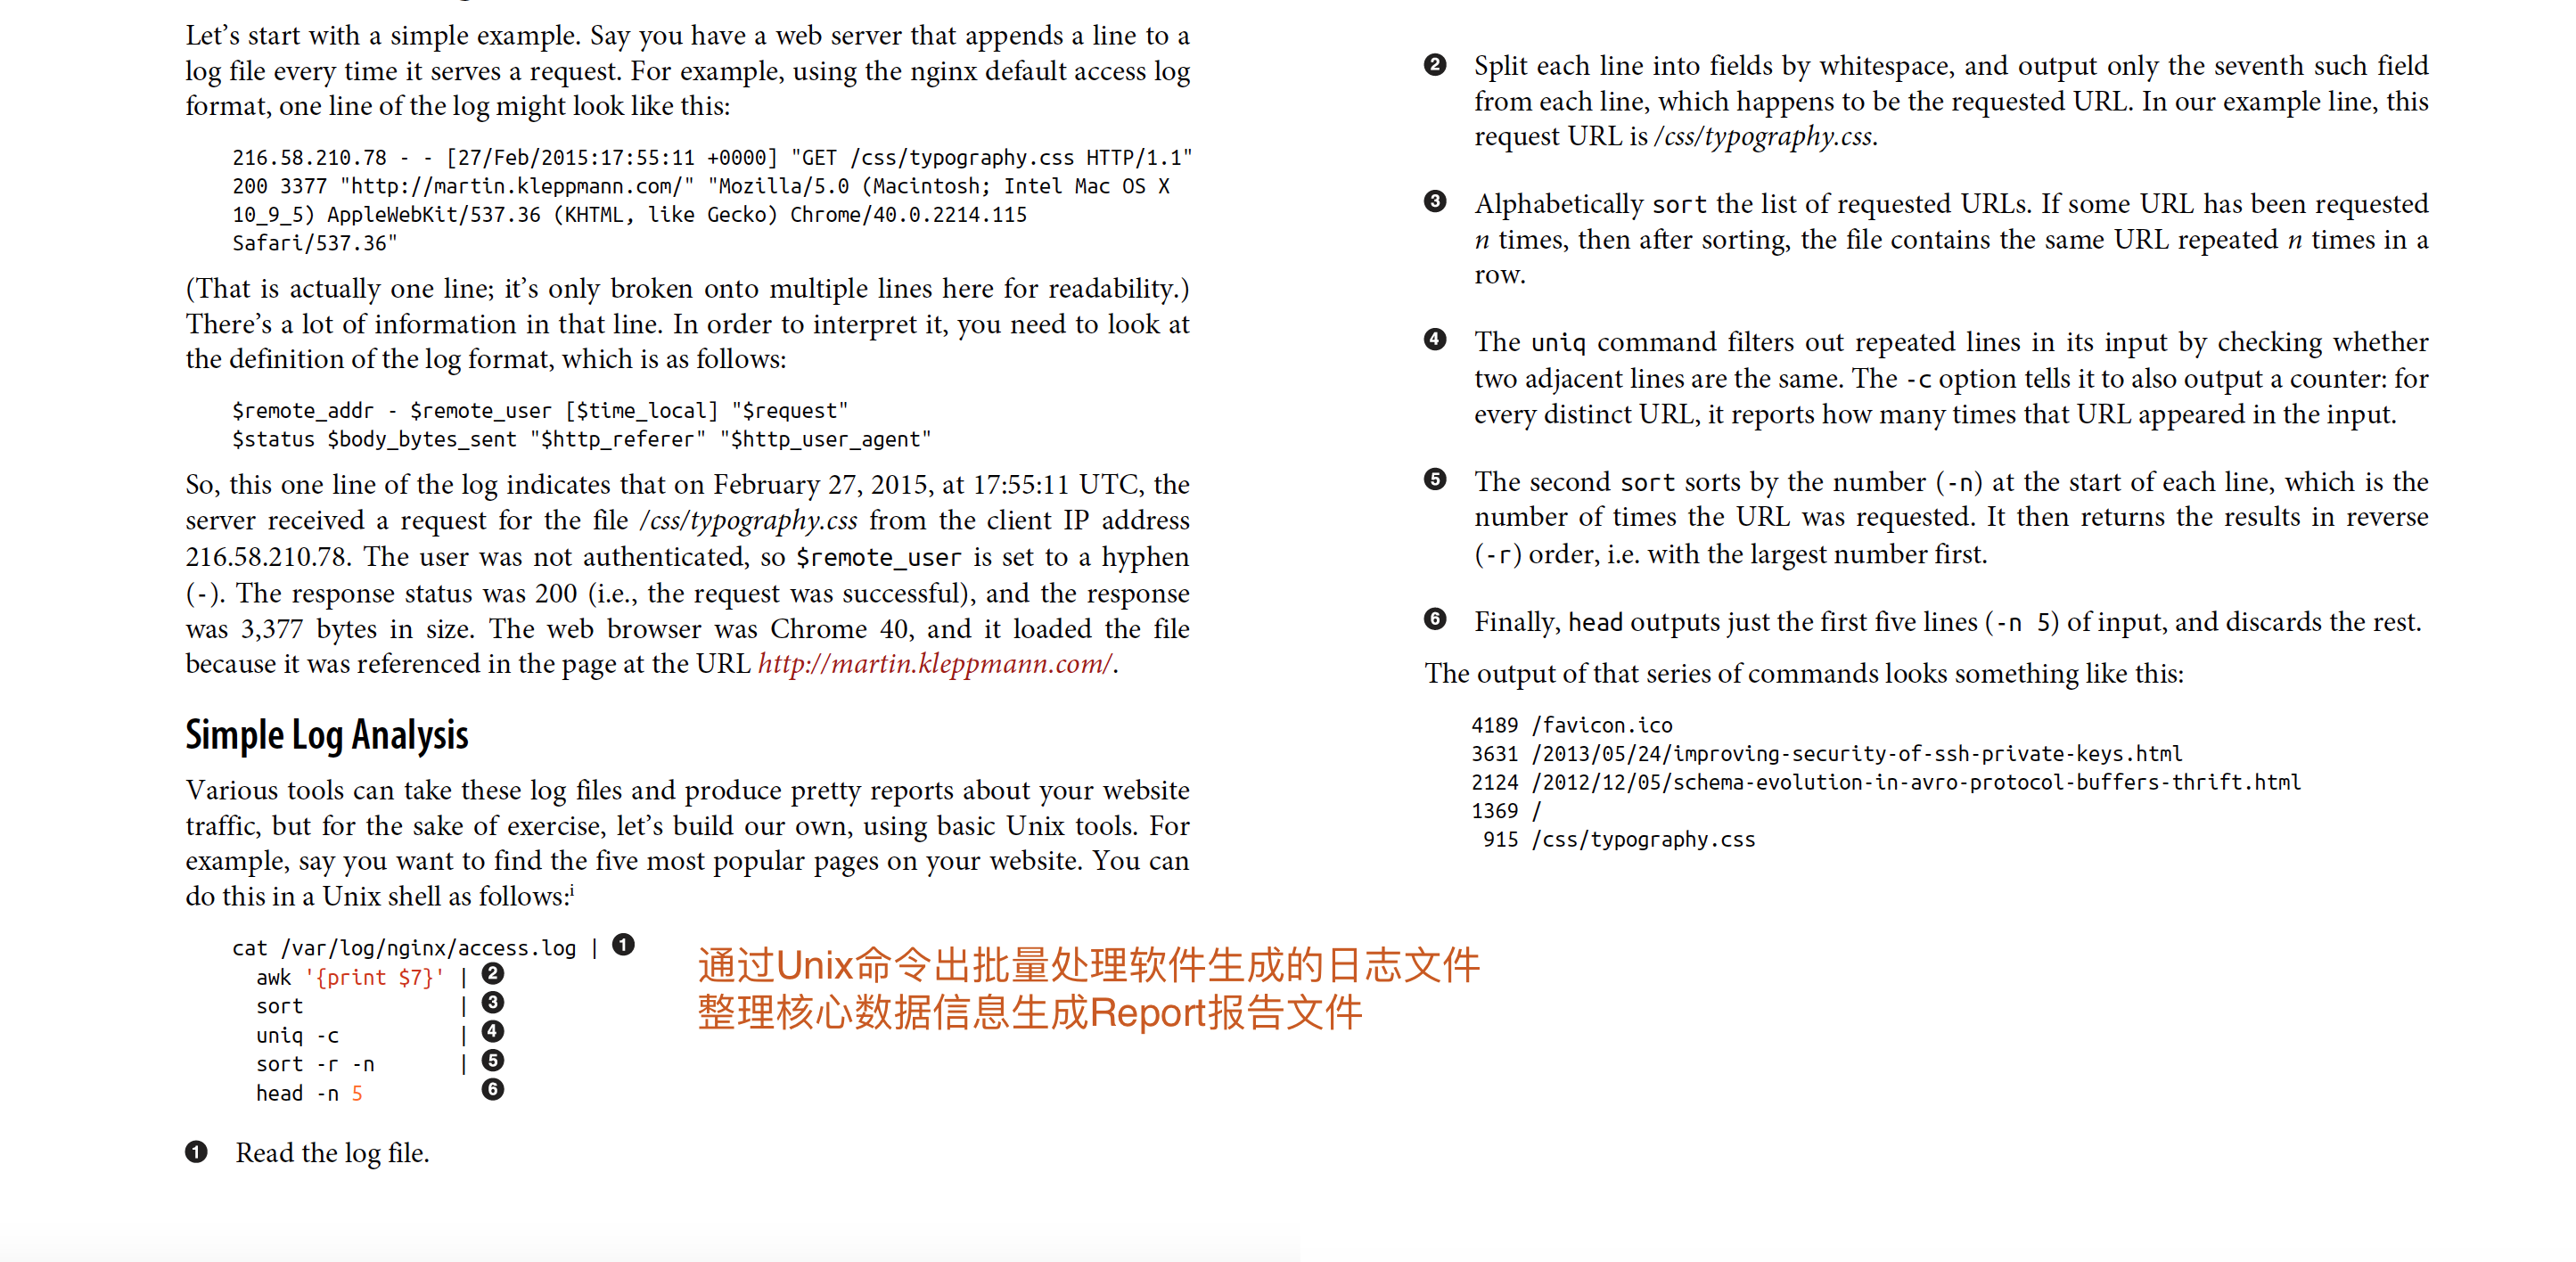 Let’s start with a simple example. Say you have a web server that appends a line to a
log file every time it serves a request. For example, using the nginx default access log
format, one line of the log might look like this:
216.58.210.78 - - [27/Feb/2015:17:55:11 +0000] "GET /css/typography.css HTTP/1.1"
200 3377 "http://martin.kleppmann.com/" "Mozilla/5.0 (Macintosh; Intel Mac OS X
10_9_5) AppleWebKit/537.36 (KHTML, like Gecko) Chrome/40.0.2214.115
Safari/537.36"
(That is actually one line; it’s only broken onto multiple lines here for readability.)
There’s a lot of information in that line. In order to interpret it, you need to look at
the definition of the log format, which is as follows:
$remote_addr - $remote_user [$time_local] "$request"
$status $body_bytes_sent "$http_referer" "$http_user_agent"
So, this one line of the log indicates that on February 27, 2015, at 17:55:11 UTC, the
server received a request for the file /css/typography.css from the client IP address
216.58.210.78. The user was not authenticated, so $remote_user is set to a hyphen
(-). The response status was 200 (i.e., the request was successful), and the response
was 3,377 bytes in size. The web browser was Chrome 40, and it loaded the file
because it was referenced in the page at the URL http://martin.kleppmann.com/.
Simple Log Analysis
Various tools can take these log files and produce pretty reports about your website
traffic, but for the sake of exercise, let’s build our own, using basic Unix tools. For
example, say you want to find the five most popular pages on your website. You can
do this in a Unix shell as follows:i
cat /var/log/nginx/access.log | ❶
awk '{print $7}' | ❷
sort | ❸
uniq -c | ❹
sort -r -n | ❺
head -n 5 ❻
❶ Read the log file.
通过Unix命令出批量处理软件生成的日志文件
整理核心数据信息生成Report报告文件
❷ Split each line into fields by whitespace, and output only the seventh such field
from each line, which happens to be the requested URL. In our example line, this
request URL is /css/typography.css.
❸ Alphabetically sort the list of requested URLs. If some URL has been requested
n times, then after sorting, the file contains the same URL repeated n times in a
row.
❹ The uniq command filters out repeated lines in its input by checking whether
two adjacent lines are the same. The -c option tells it to also output a counter: for
every distinct URL, it reports how many times that URL appeared in the input.
❺ The second sort sorts by the number (-n) at the start of each line, which is the
number of times the URL was requested. It then returns the results in reverse
(-r) order, i.e. with the largest number first.
❻ Finally, head outputs just the first five lines (-n 5) of input, and discards the rest.
The output of that series of commands looks something like this:
4189 /favicon.ico
3631 /2013/05/24/improving-security-of-ssh-private-keys.html
2124 /2012/12/05/schema-evolution-in-avro-protocol-buffers-thrift.html
1369 /
915 /css/typography.css